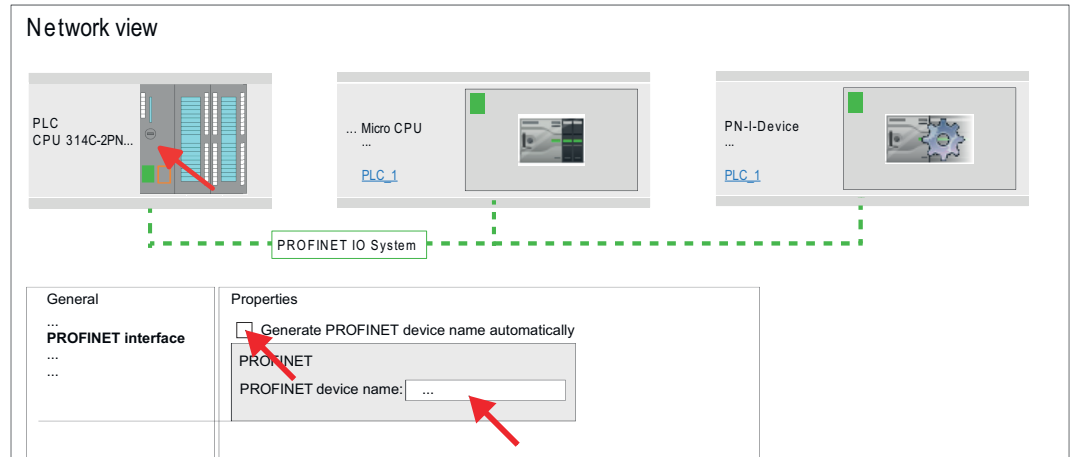 Network view
PLC
CPU 314C-2PN...
... Micro CPU
...
PLC_1
PN-I-Device
...
PLC_1
PROFINET IO System
General
...
PROFINET interface
...
...
Properties
Generate PROFINET device name automatically
PROFINET
PROFINET device name: ...